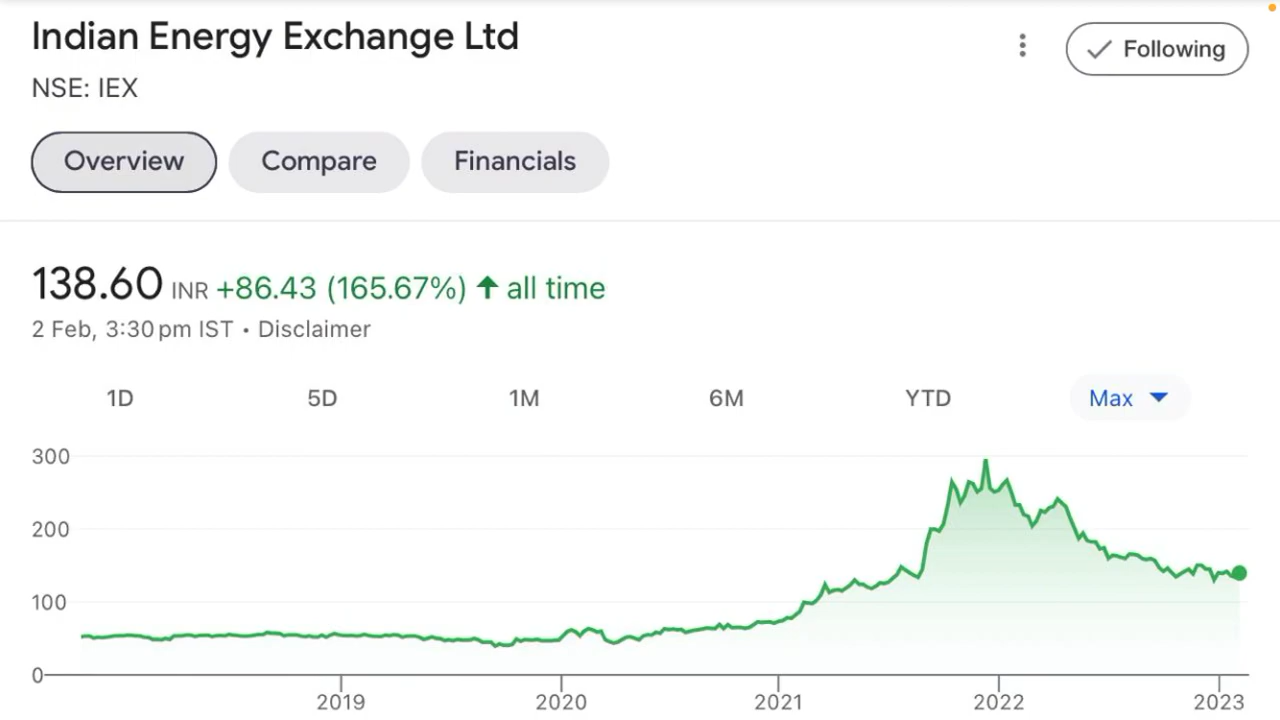 Indian Energy Exchange Ltd
Following
NSE: IEX
Overview Compare Financials
138.60 INR +86.43 (165.67%) ↑ all time
2 Feb, 3:30 pm IST • Disclaimer
1D 5D 1M 6M YTD Max
300
200
100
0
2019 2020 2021 2022 2023